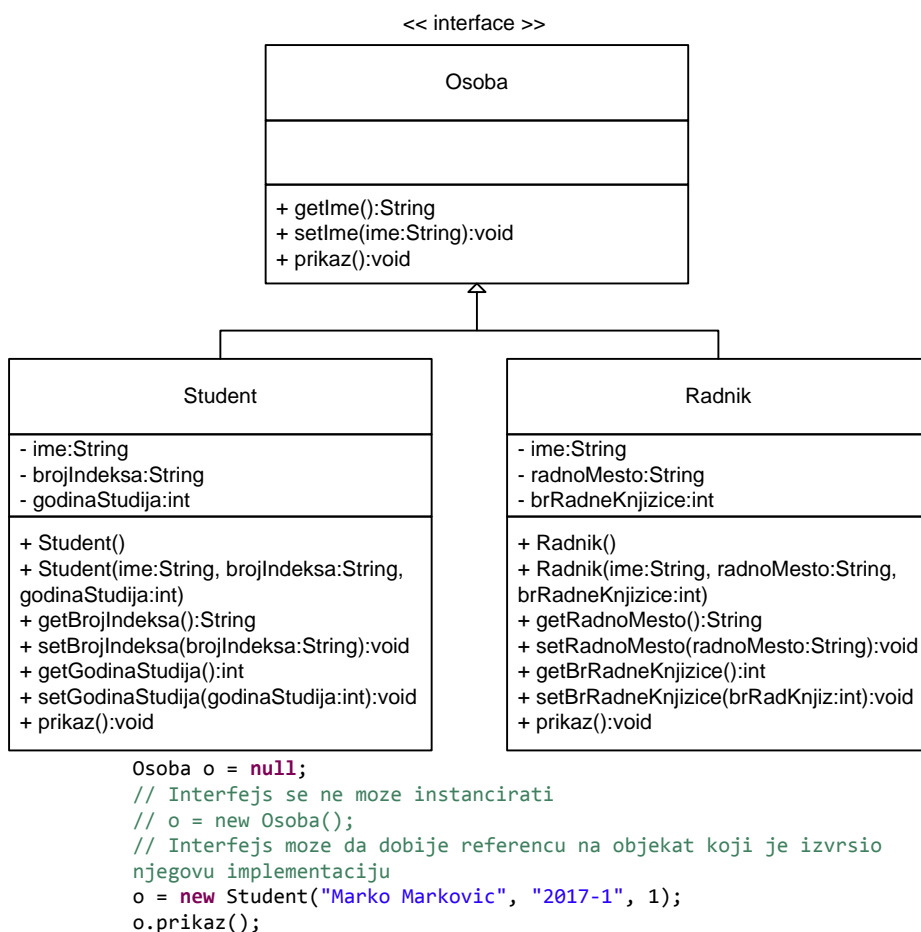 << interface >>
Osoba
+ getIme():String
+ setIme(ime:String):void
+ prikaz():void
Student
- ime:String
- brojIndeksa:String
- godinaStudija:int
+ Student()
+ Student(ime:String, brojIndeksa:String,
godinaStudija:int)
+ getBrojIndeksa():String
+ setBrojIndeksa(brojIndeksa:String):void
+ getGodinaStudija():int
+ setGodinaStudija(godinaStudija:int):void
+ prikaz():void
Radnik
- ime:String
- radnoMesto:String
- brRadneKnjizice:int
+ Radnik()
+ Radnik(ime:String, radnoMesto:String,
brRadneKnjizice:int)
+ getRadnoMesto():String
+ setRadnoMesto(radnoMesto:String):void
+ getBrRadneKnjizice():int
+ setBrRadneKnjizice(brRadKnjiz:int):void
+ prikaz():void
Osoba o = null;
// Interfejs se ne moze instancirati
// o = new Osoba();
// Interfejs moze da dobije referencu na objekat koji je izvrsio
njegovu implementaciju
o = new Student("Marko Markovic", "2017-1", 1);
o.prikaz();